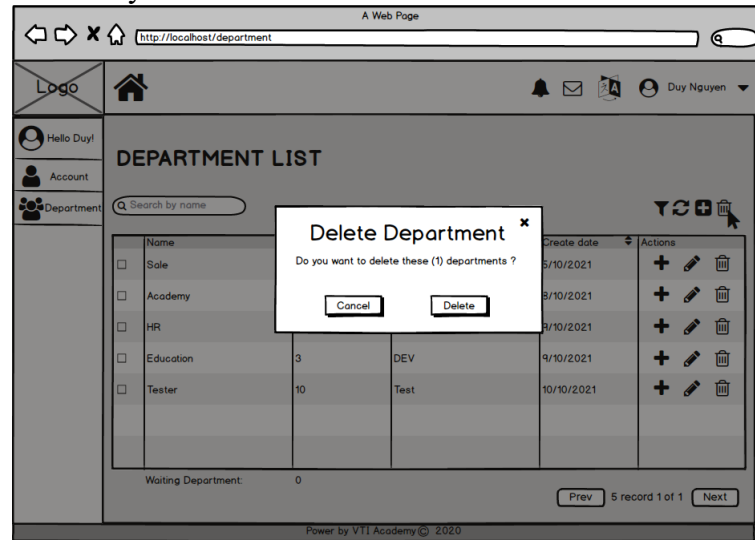 A Web Page
http://localhost/department
Logo
Duy Nguyen
Hello Duy!
Account
Department
DEPARTMENT LIST
Search by name
Delete Department
Do you want to delete these (1) departments ?
Cancel Delete
Name Create date Actions
Sale 5/10/2021
Academy 8/10/2021
HR 9/10/2021
Education 3 DEV 9/10/2021
Tester 10 Test 10/10/2021
Waiting Department: 0
Prev 5 record 1 of 1 Next
Power by VTI Academy© 2020